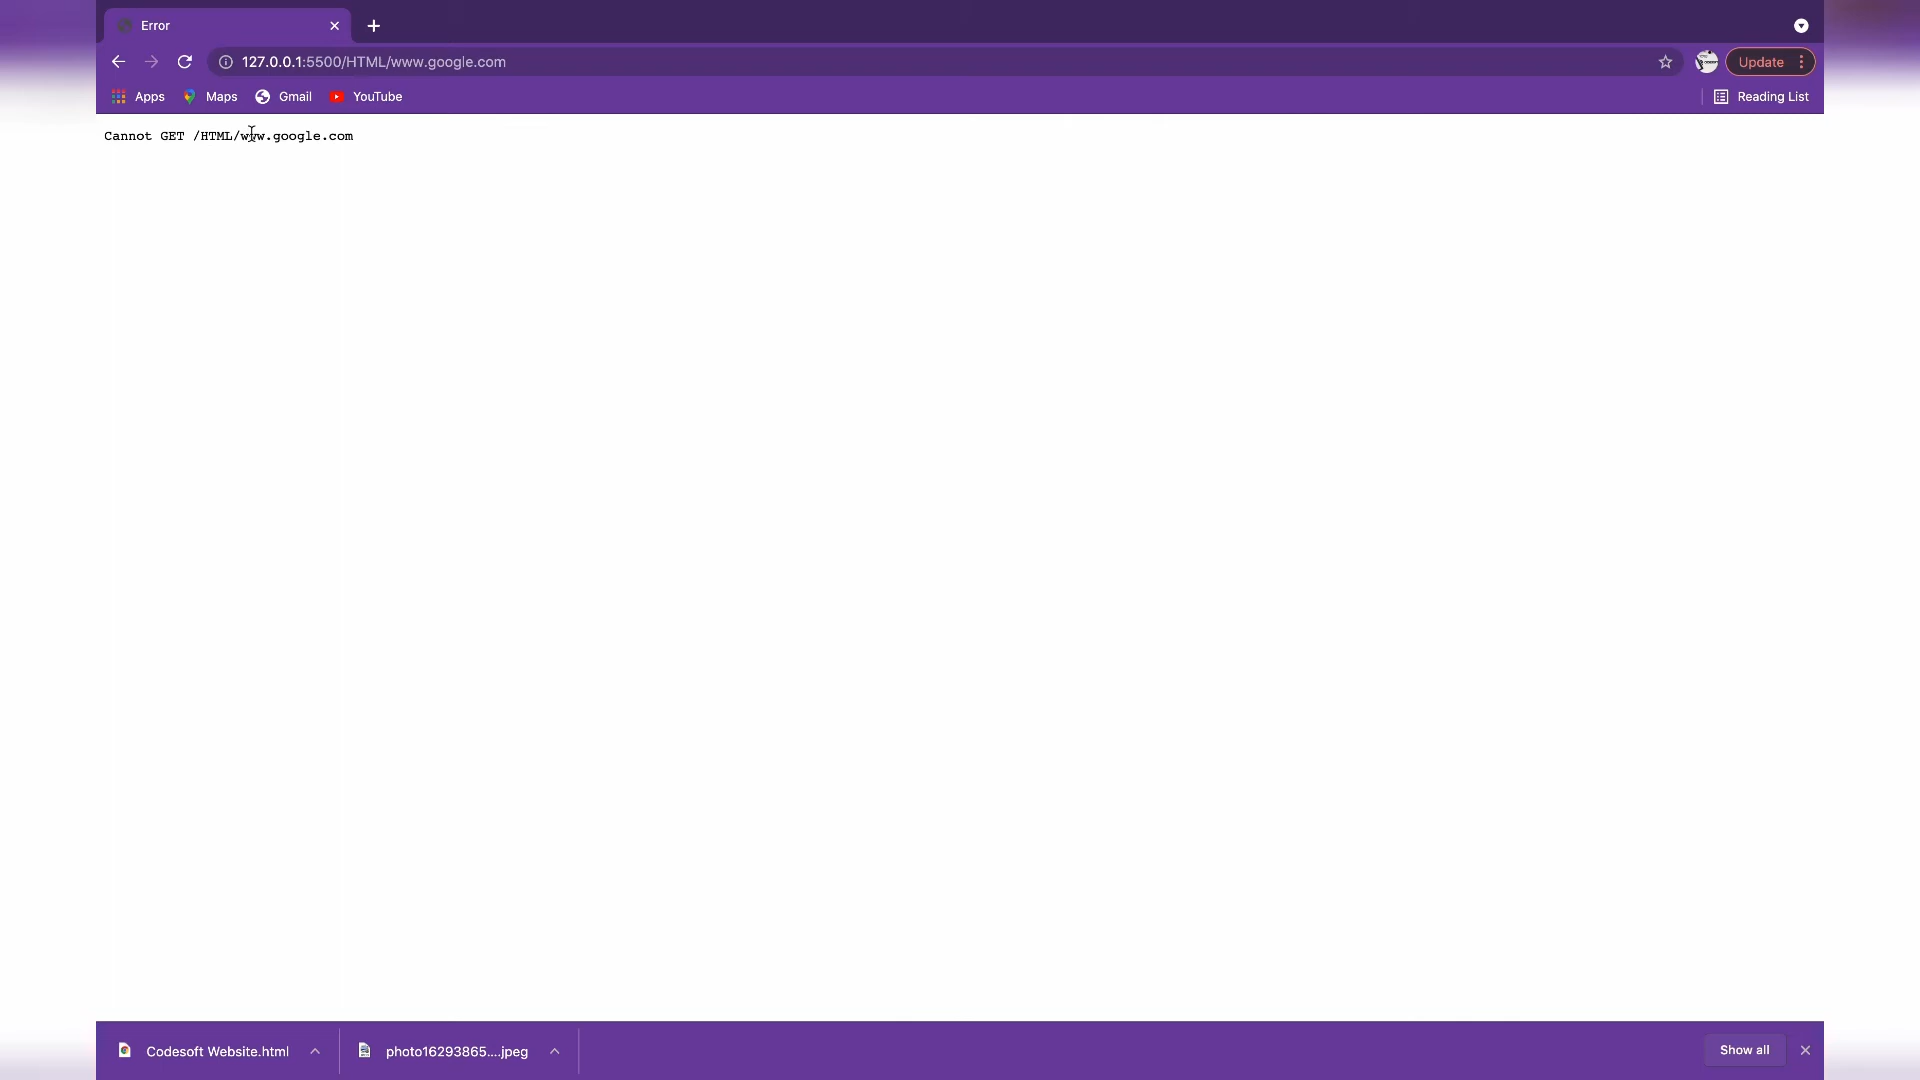 Error
127.0.0.1:5500/HTML/www.google.com
Update
Apps
Maps
Gmail
YouTube
Reading List
Cannot GET /HTML/www.google.com
Codesoft Website.html
photo16293865....jpeg
Show all